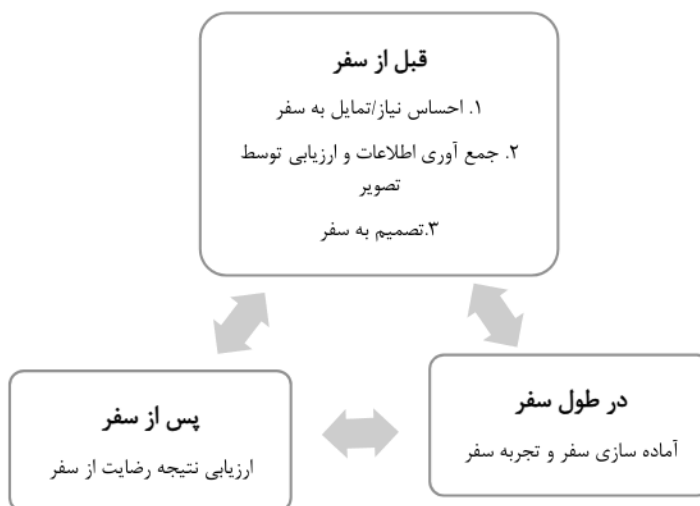 قبل از سفر
۱. احساس نیاز/تمایل به سفر
۲. جمع آوری اطلاعات و ارزیابی توسط
تصویر
۳.تصمیم به سفر
در طول سفر
آماده سازی سفر و تجربه سفر
پس از سفر
ارزیابی نتیجه رضایت از سفر